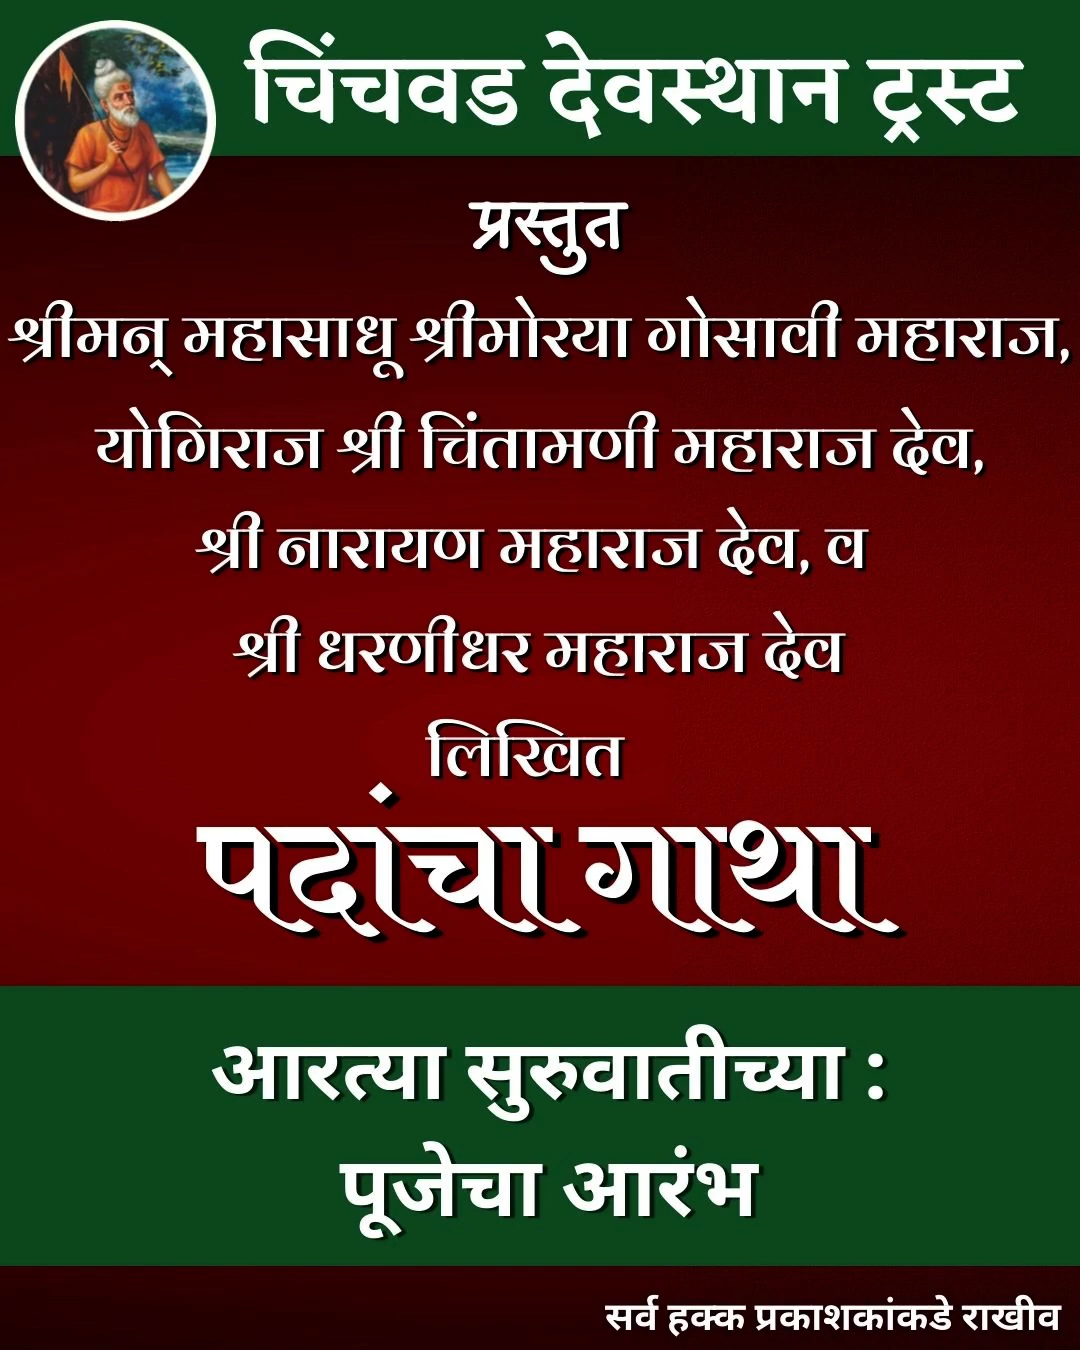 चिंचवड देवस्थान ट्रस्ट
प्रस्तुत
श्रीमन् महासाधू श्रीमोरया गोसावी महाराज,
योगिराज श्री चिंतामणी महाराज देव,
श्री नारायण महाराज देव, व
श्री धरणीधर महाराज देव
लिखित
पदांचा गाथा
आरत्या सुरुवातीच्या :
पूजेचा आरंभ
सर्व हक्क प्रकाशकांकडे राखीव